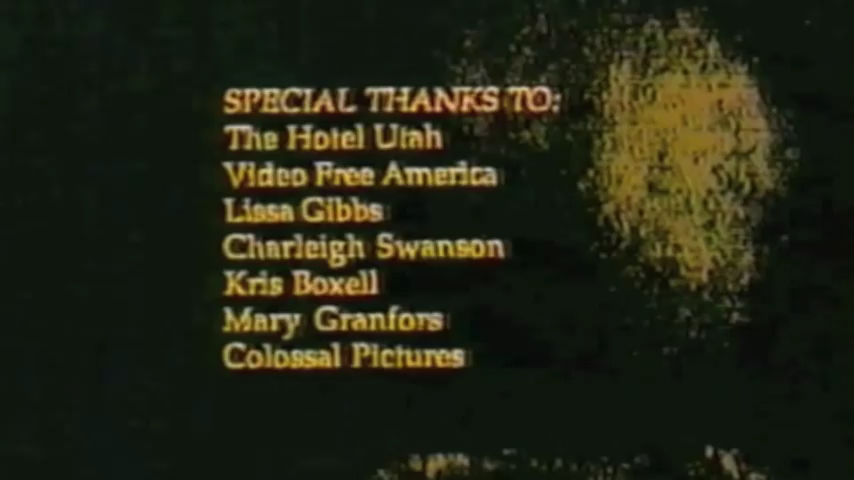 SPECIAL THANKS TO:
The Hotel Utah
Video Free America
Lissa Gibbs
Charleigh Swanson
Kris Boxell
Mary Granfors
Colossal Pictures